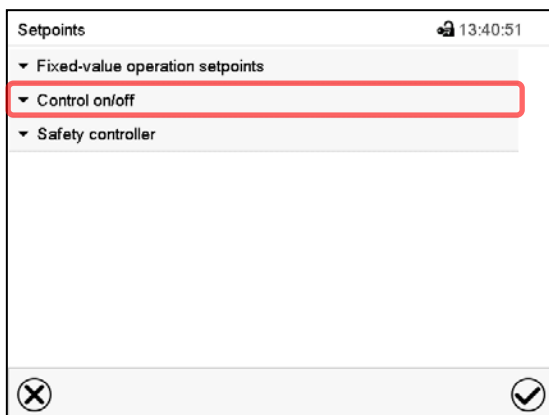 Setpoints 13:40:51
Fixed-value operation setpoints
Control on/off
Safety controller